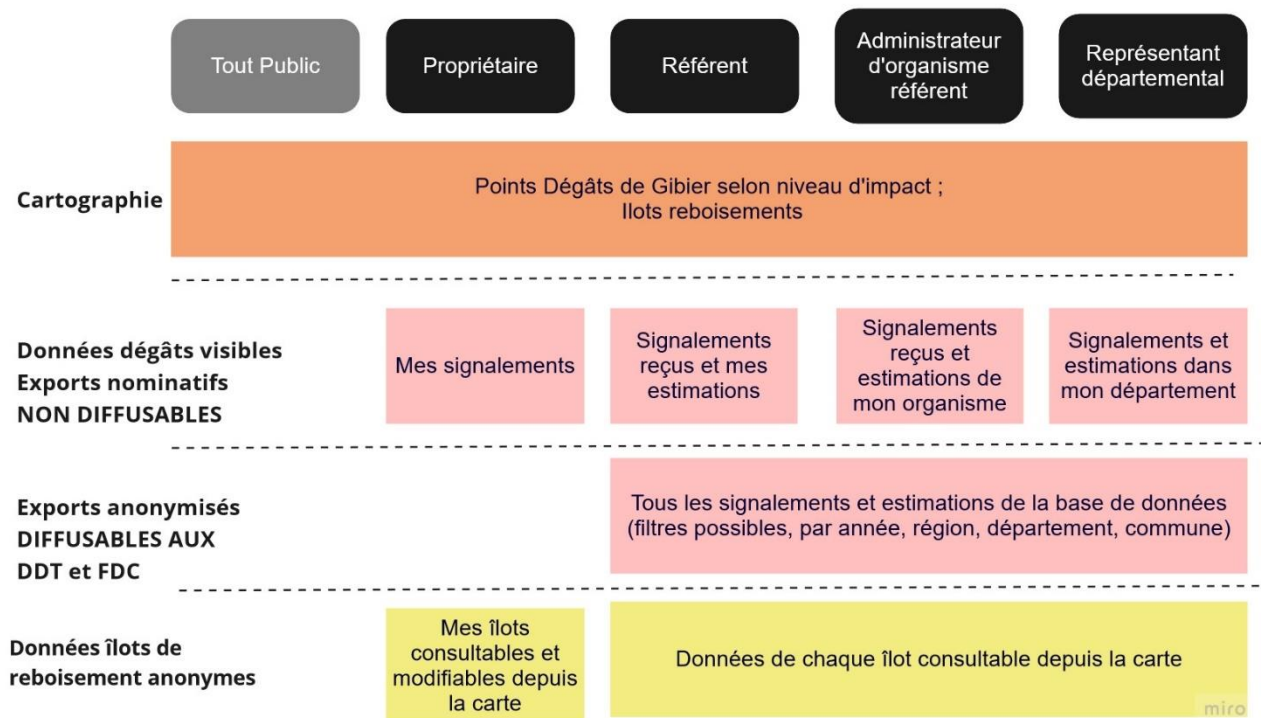 Tout Public
Propriétaire
Référent
Administrateur
d'organisme
référent
Représentant
départemental
Cartographie
Points Dégâts de Gibier selon niveau d'impact ;
Ilots reboisements
Données dégâts visibles
Exports nominatifs
NON DIFFUSABLES
Mes signalements
Signalements
reçus et mes
estimations
Signalements
reçus et
estimations de
mon organisme
Signalements et
estimations dans
mon département
Exports anonymisés
DIFFUSABLES AUX
DDT et FDC
Tous les signalements et estimations de la base de données
(filtres possibles, par année, région, département, commune)
Données îlots de
reboisement anonymes
Mes îlots
consultables et
modifiables depuis
la carte
Données de chaque îlot consultable depuis la carte
miro